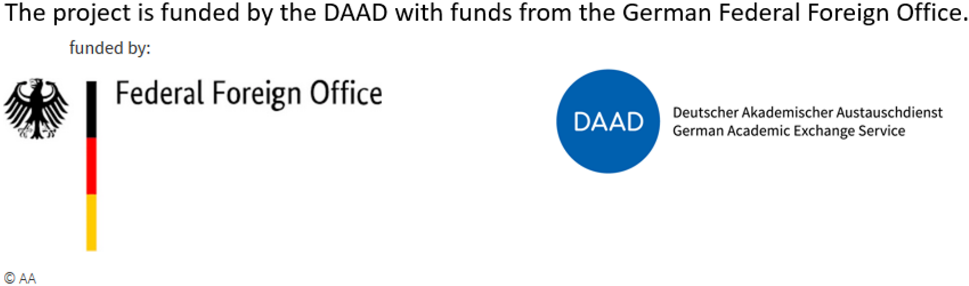 The project is funded by the DAAD with funds from the German Federal Foreign Office.
funded by:
Federal Foreign Office
DAAD
Deutscher Akademischer Austauschdienst
German Academic Exchange Service
© AA